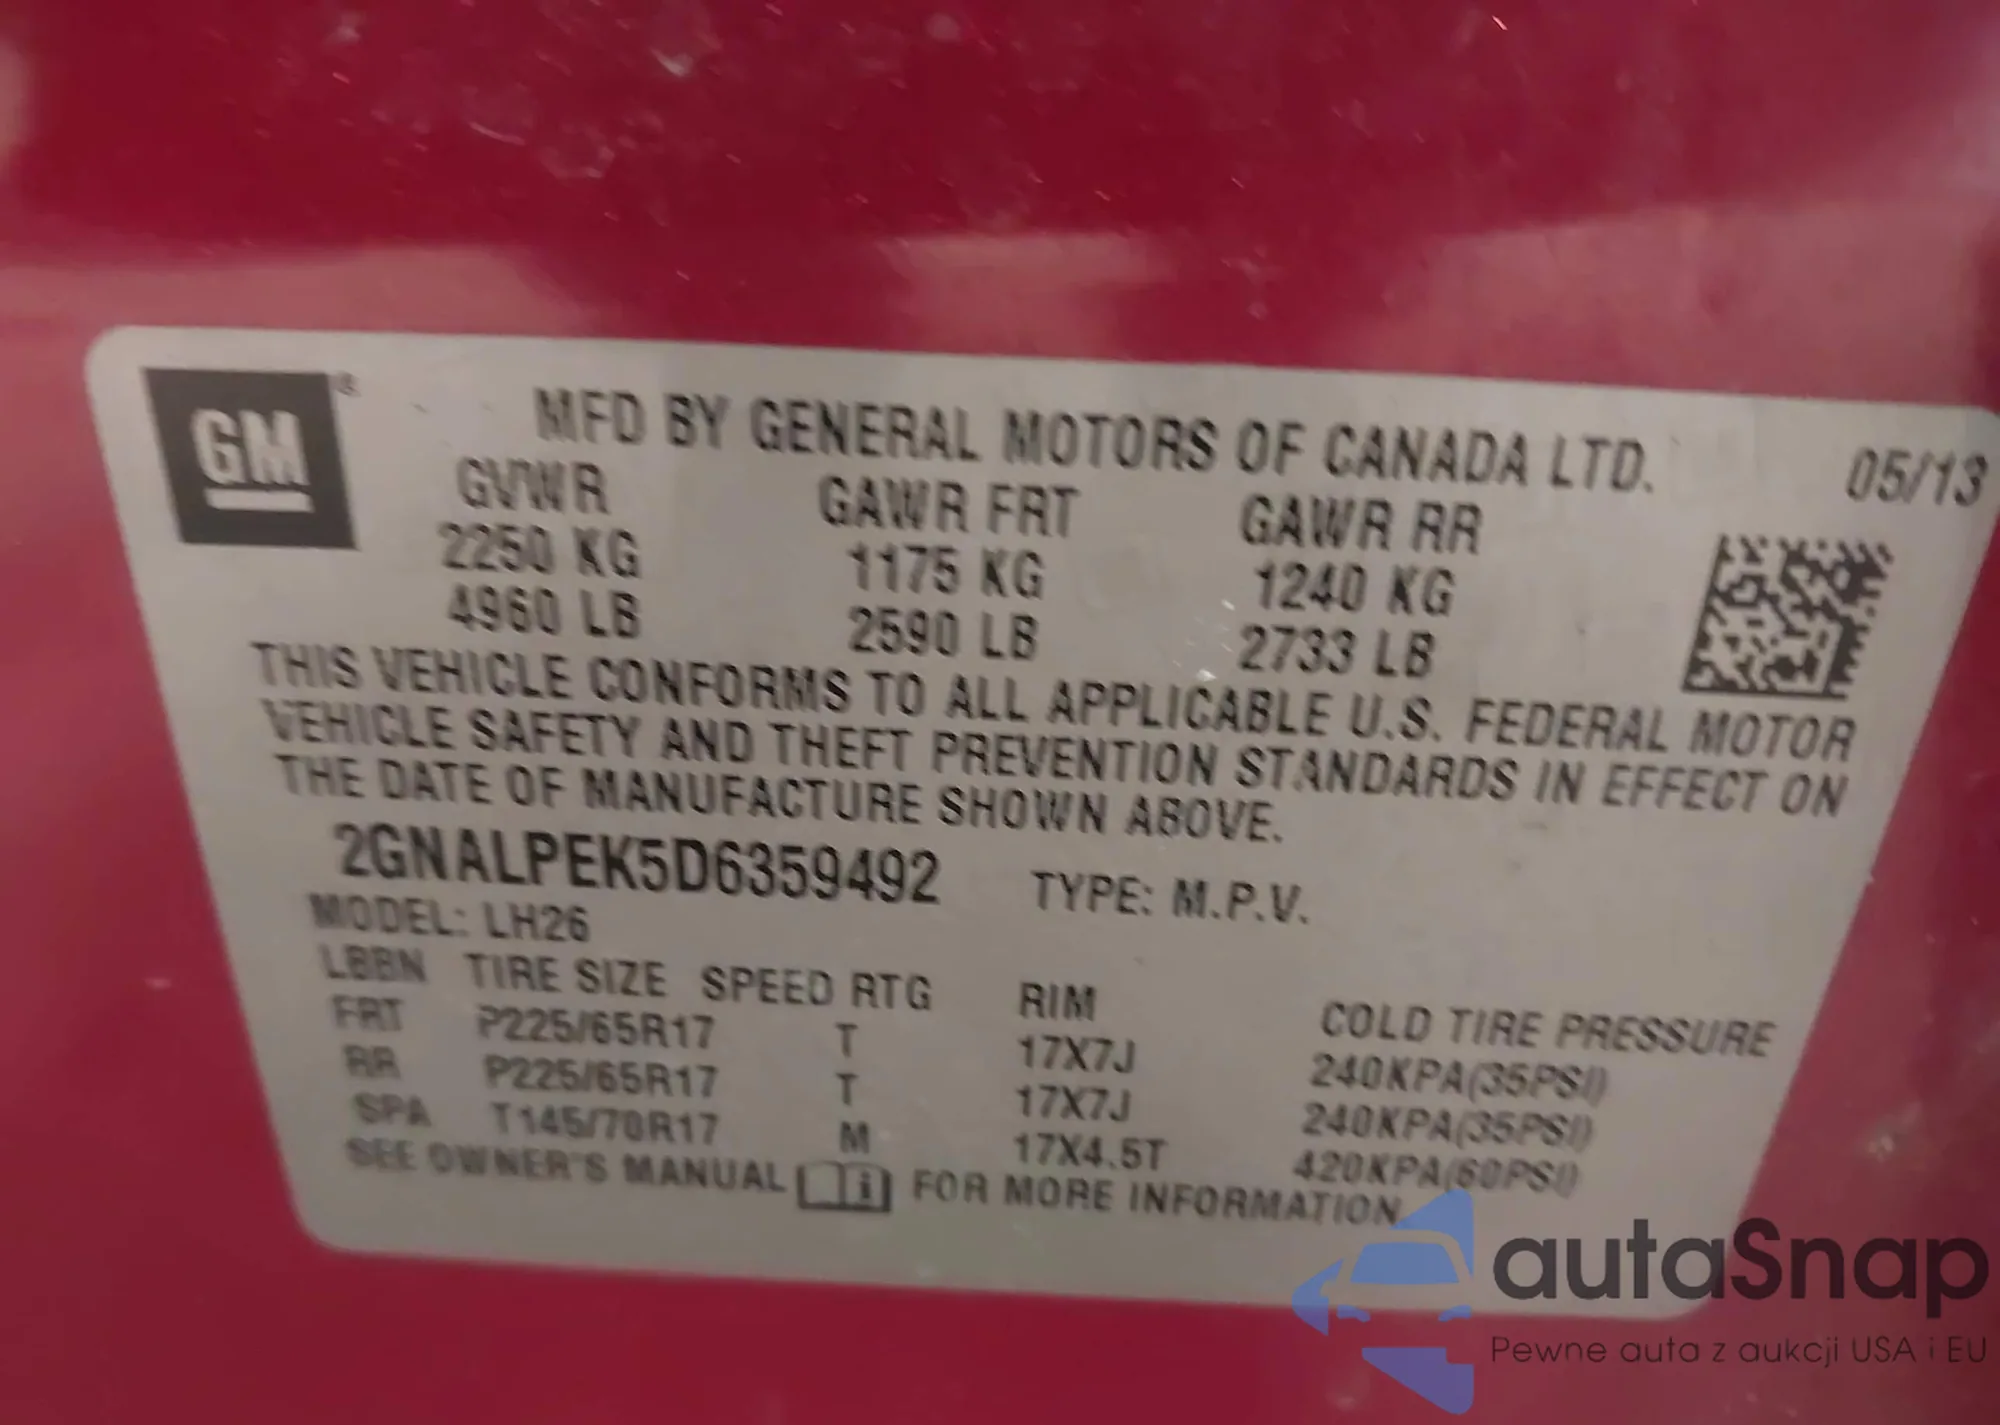 GM ®
MFD BY GENERAL MOTORS OF CANADA LTD. 05/13
GVWR GAWR FRT GAWR RR
2250 KG 1175 KG 1240 KG
4960 LB 2590 LB 2733 LB
THIS VEHICLE CONFORMS TO ALL APPLICABLE U.S. FEDERAL MOTOR
VEHICLE SAFETY AND THEFT PREVENTION STANDARDS IN EFFECT ON
THE DATE OF MANUFACTURE SHOWN ABOVE.
2GNALPEK5D6359492 TYPE: M.P.V.
MODEL: LH26
LBBN TIRE SIZE SPEED RTG RIM COLD TIRE PRESSURE
FRT P225/65R17 T 17X7J 240KPA(35PSI)
RR P225/65R17 T 17X7J 240KPA(35PSI)
SPA T145/70R17 M 17X4.5T 420KPA(60PSI)
SEE OWNER'S MANUAL i FOR MORE INFORMATION
autaSnap
Pewne auta z aukcji USA i EU